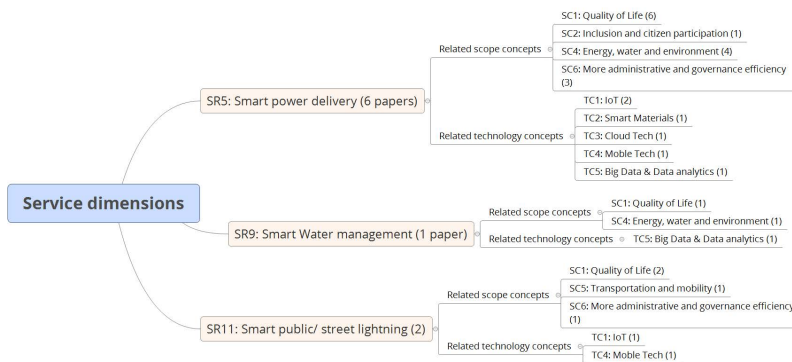 Service dimensions
SR5: Smart power delivery (6 papers)
Related scope concepts
SC1: Quality of Life (6)
SC2: Inclusion and citizen participation (1)
SC4: Energy, water and environment (4)
SC6: More administrative and governance efficiency
(3)
Related technology concepts
TC1: IoT (2)
TC2: Smart Materials (1)
TC3: Cloud Tech (1)
TC4: Moble Tech (1)
TC5: Big Data & Data analytics (1)
SR9: Smart Water management (1 paper)
Related scope concepts
SC1: Quality of Life (1)
SC4: Energy, water and environment (1)
Related technology concepts
TC5: Big Data & Data analytics (1)
SR11: Smart public/ street lightning (2)
Related scope concepts
SC1: Quality of Life (2)
SC5: Transportation and mobility (1)
SC6: More administrative and governance efficiency
(1)
Related technology concepts
TC1: IoT (1)
TC4: Moble Tech (1)